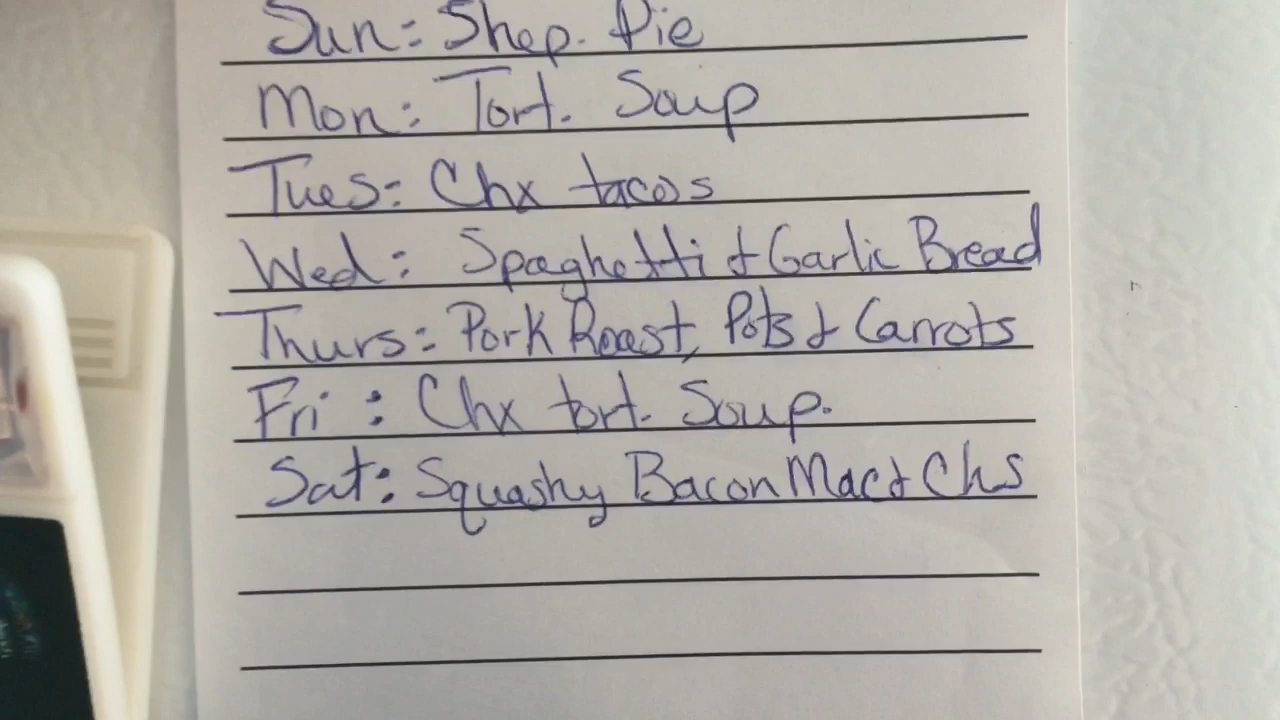 Sun: Shep. Pie
Mon: Tort. Soup
Tues: Chx tacos
Wed: Spaghetti & Garlic Bread
Thurs: Pork Roast, Pots & Carrots
Fri: Chx tort. Soup.
Sat: Squashy Bacon Mac & Chs